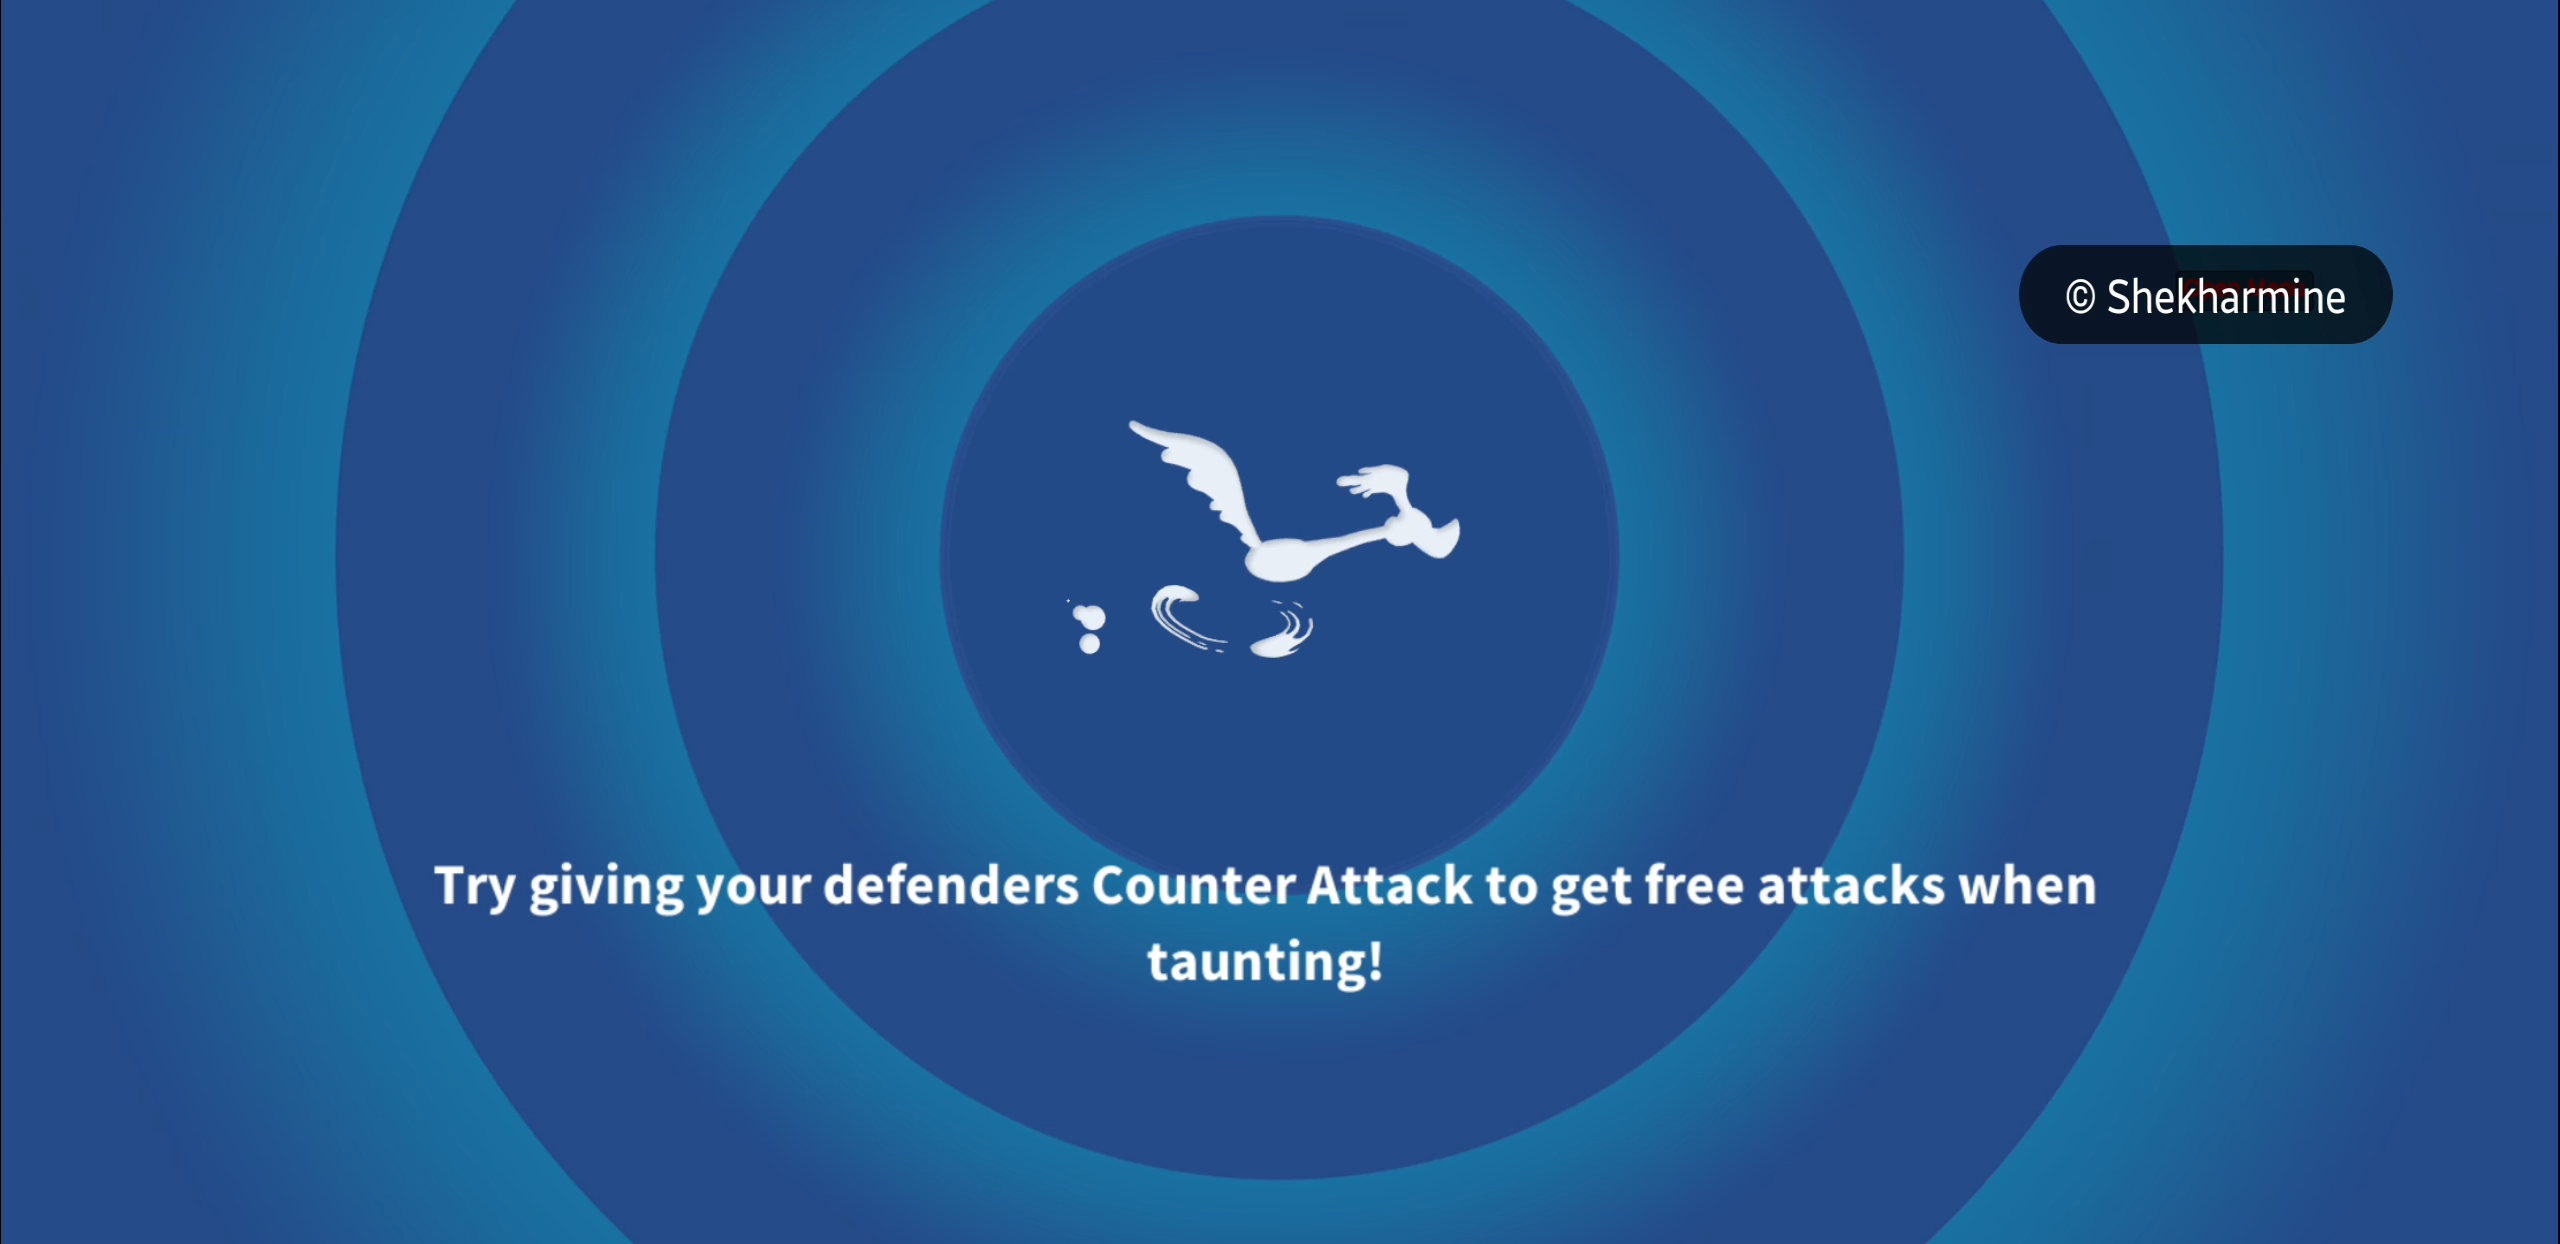 © Shekharmine
Try giving your defenders Counter Attack to get free attacks when
taunting!